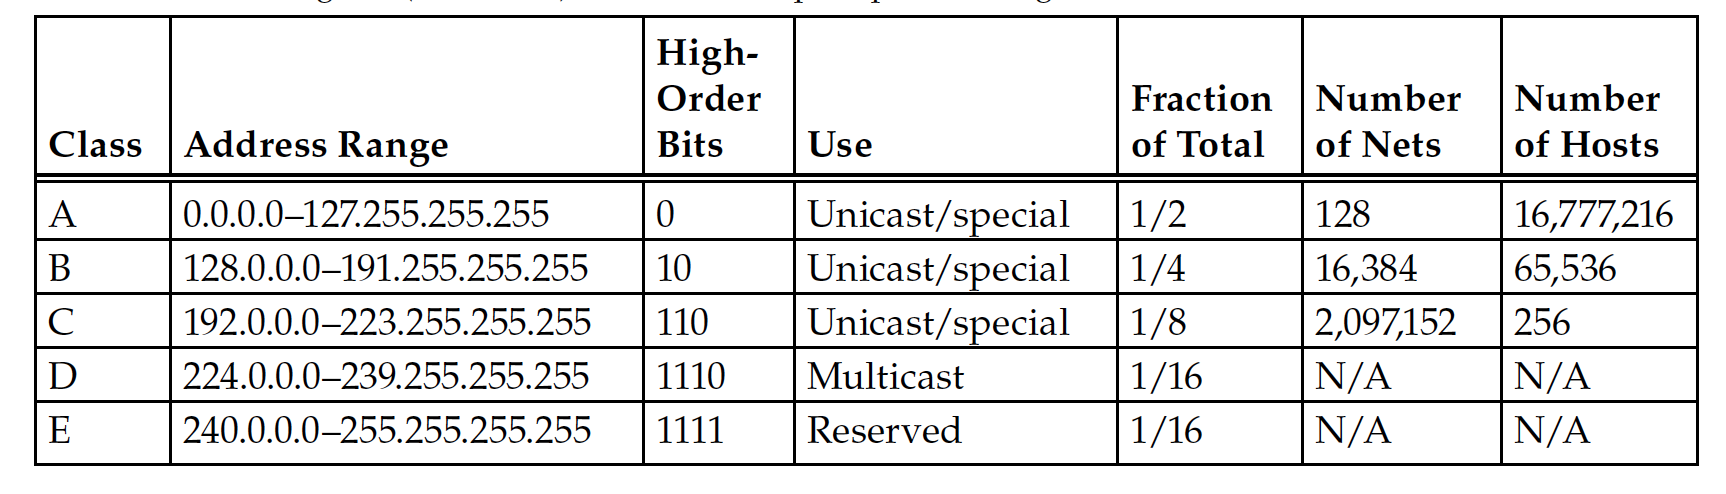 High-
Order
Bits
Fraction
of Total
Number
of Nets
Number
of Hosts
Class Address Range Use
A 0.0.0.0–127.255.255.255 0 Unicast/special 1/2 128 16,777,216
B 128.0.0.0–191.255.255.255 10 Unicast/special 1/4 16,384 65,536
C 192.0.0.0–223.255.255.255 110 Unicast/special 1/8 2,097,152 256
D 224.0.0.0–239.255.255.255 1110 Multicast 1/16 N/A N/A
E 240.0.0.0–255.255.255.255 1111 Reserved 1/16 N/A N/A